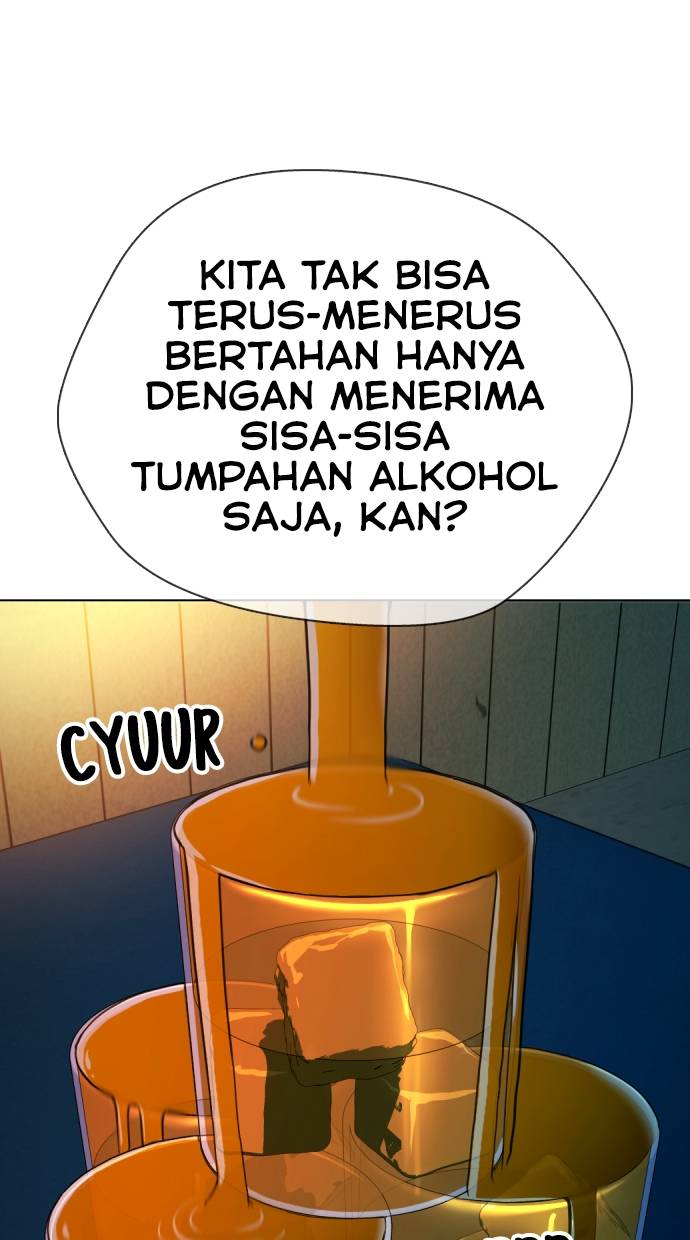 KITA TAK BISA
TERUS-MENERUS
BERTAHAN HANYA
DENGAN MENERIMA
SISA-SISA
TUMPAHAN ALKOHOL
SAJA, KAN?
CYUUR